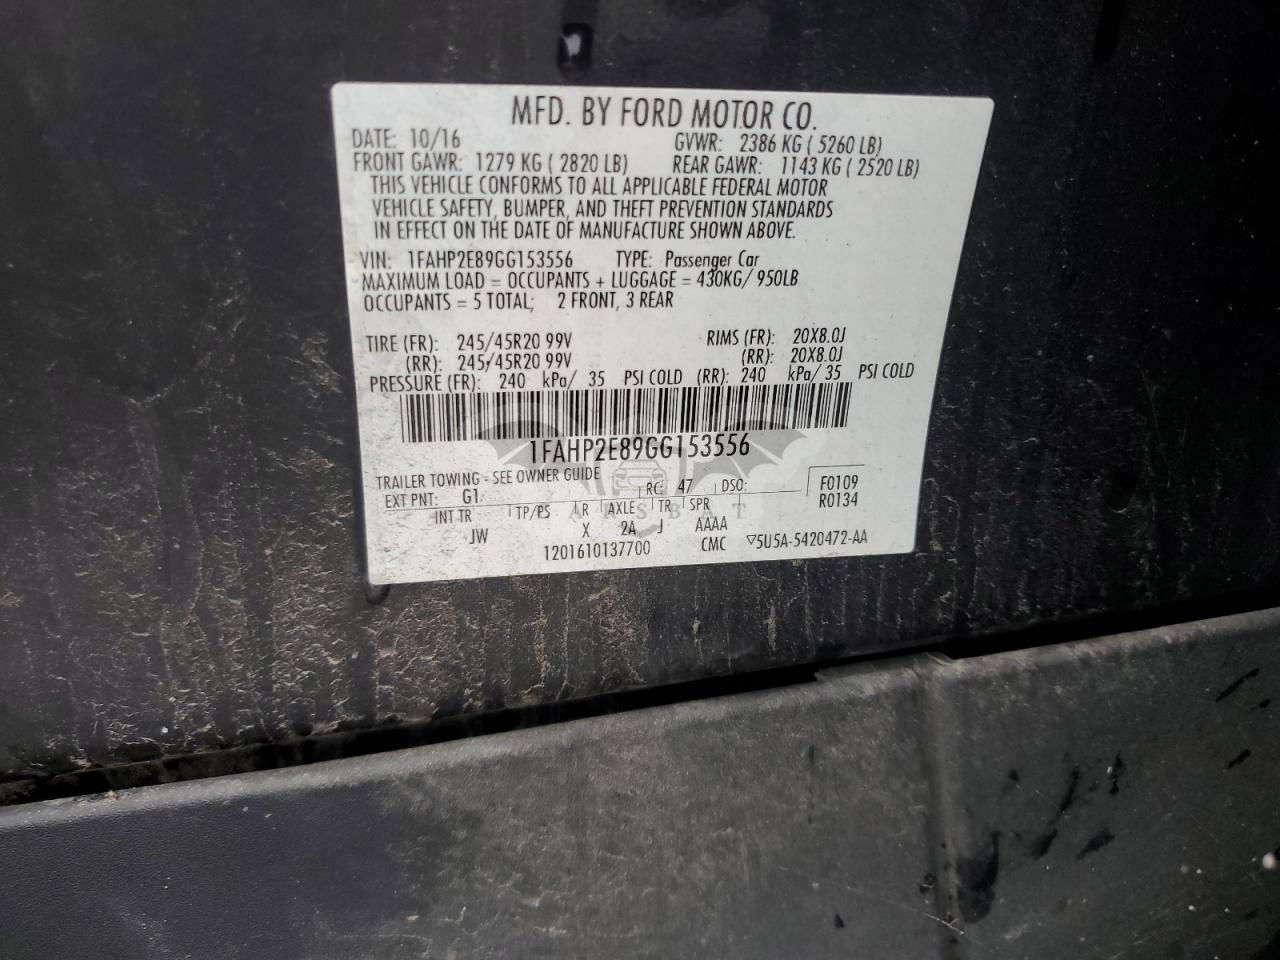 MFD. BY FORD MOTOR CO.
DATE: 10/16 GVWR: 2386 KG ( 5260 LB)
FRONT GAWR: 1279 KG ( 2820 LB) REAR GAWR: 1143 KG ( 2520 LB)
THIS VEHICLE CONFORMS TO ALL APPLICABLE FEDERAL MOTOR
VEHICLE SAFETY, BUMPER, AND THEFT PREVENTION STANDARDS
IN EFFECT ON THE DATE OF MANUFACTURE SHOWN ABOVE.
VIN: 1FAHP2E89GG153556 TYPE: Passenger Car
MAXIMUM LOAD = OCCUPANTS + LUGGAGE = 430KG/ 950LB
OCCUPANTS = 5 TOTAL; 2 FRONT, 3 REAR
TIRE (FR): 245/45R20 99V RIMS (FR): 20X8.0J
(RR): 245/45R20 99V (RR): 20X8.0J
PRESSURE (FR): 240 kPa/ 35 PSI COLD (RR): 240 kPa/ 35 PSI COLD
1FAHP2E89GG153556
TRAILER TOWING - SEE OWNER GUIDE
EXT PNT: G1 RC: 47 DSO: F0109
R0134
INT TR TP/PS R AXLE TR SPR
JW X 2A J AAAA
1201610137700 CMC ▽5U5A-5420472-AA
CARSBAT